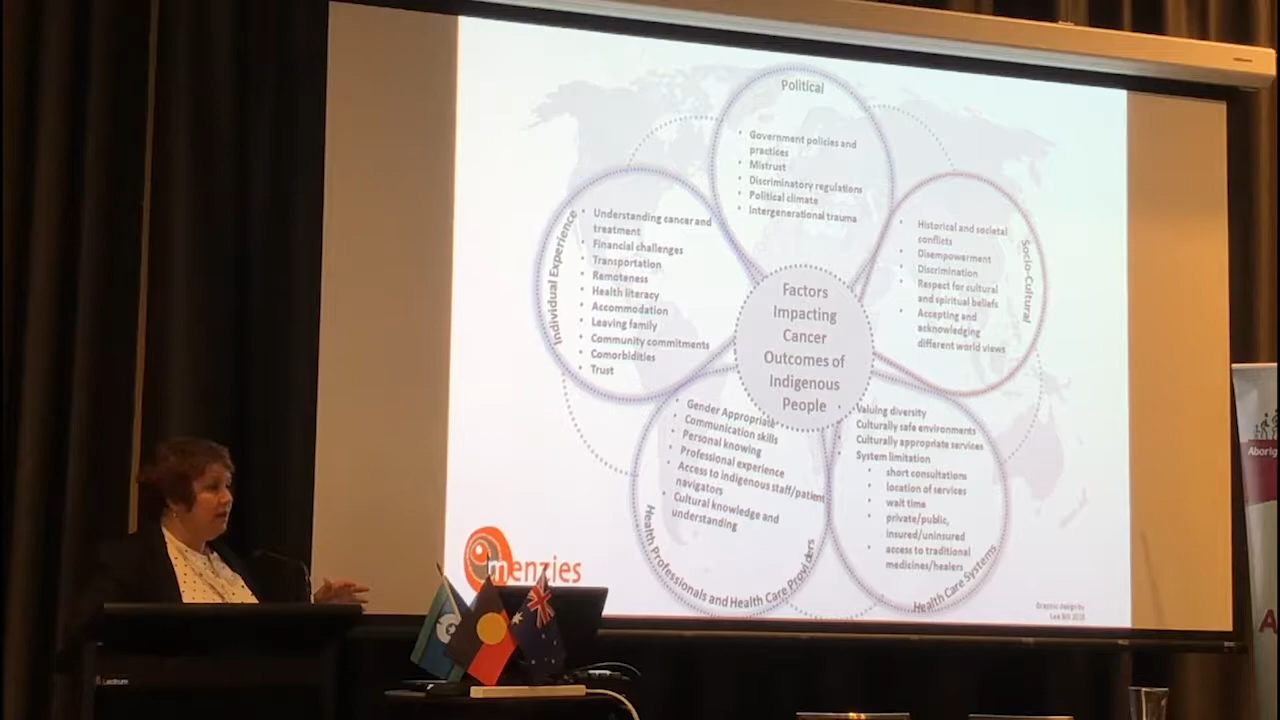 Political
Government policies and
practices
Mistrust
Discriminatory regulations
Political climate
Intergenerational trauma
Individual Experience
Understanding cancer and
treatment
Financial challenges
Transportation
Remoteness
Health literacy
Accommodation
Leaving family
Community commitments
Comorbidities
Trust
Factors
Impacting
Cancer
Outcomes of
Indigenous
People
Socio-Cultural
Historical and societal
conflicts
Disempowerment
Discrimination
Respect for cultural
and spiritual beliefs
Accepting and
acknowledging
different world views
Gender Appropriate
Communication skills
Personal knowing
Professional experience
Access to indigenous staff/patient
navigators
Cultural knowledge and
understanding
Health Professionals and Health Care Providers
Valuing diversity
Culturally safe environments
Culturally appropriate services
System limitation
short consultations
location of services
wait time
private/public,
insured/uninsured
access to traditional
medicines/healers
Health Care Systems
menzies
Graphic design by
Lectrum
Aborig
A